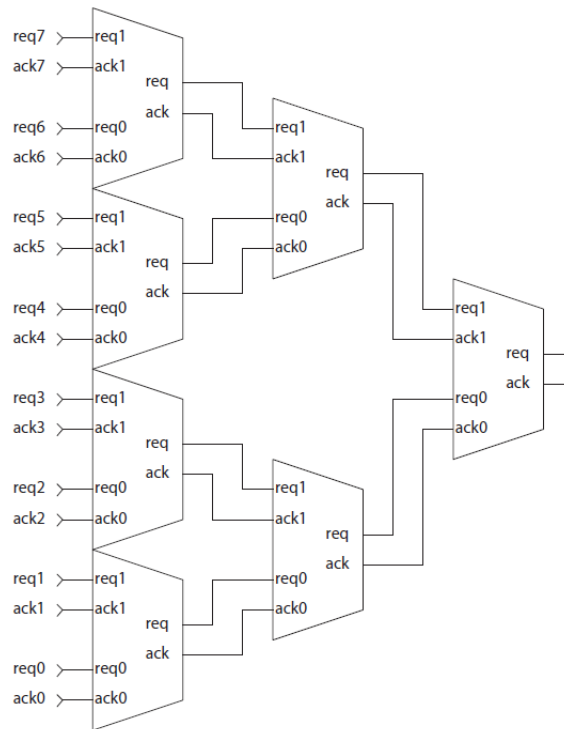 req7 req1
ack7 ack1
req
ack
req6 req0
ack6 ack0
req1
ack1
req
ack
req5 req1
ack5 ack1
req0
ack0
req
ack
req4 req0
ack4 ack0
req1
ack1
req
ack
req3 req1
ack3 ack1
req0
ack0
req
ack
req2 req0
ack2 ack0
req1
ack1
req
ack
req1 req1
ack1 ack1
req0
ack0
req
ack
req0 req0
ack0 ack0